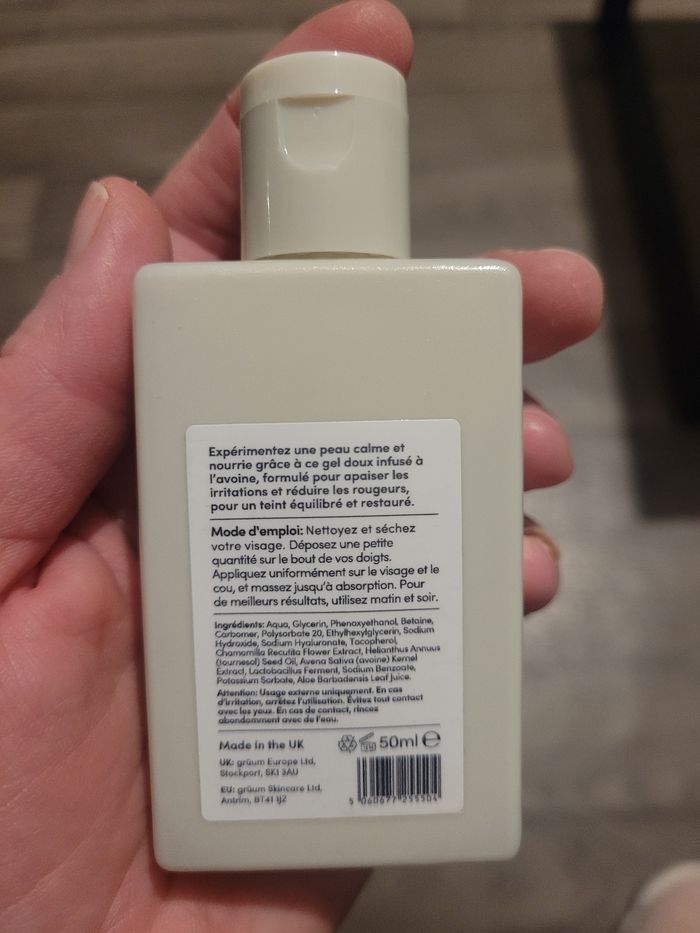 Expérimentez une peau calme et
nourrie grâce à ce gel doux infusé à
l'avoine, formulé pour apaiser les
irritations et réduire les rougeurs,
pour un teint équilibré et restauré.
Mode d'emploi: Nettoyez et séchez
votre visage. Déposez une petite
quantité sur le bout de vos doigts.
Appliquez uniformément sur le visage et le
cou, et massez jusqu'à absorption. Pour
de meilleurs résultats, utilisez matin et soir.
Ingrédients: Aqua, Glycerin, Phenoxyethanol, Betaine,
Carbomer, Polysorbate 20, Ethylhexylglycerin, Sodium
Hydroxide, Sodium Hyaluronate, Tocopherol,
Chamomilla Recutita Flower Extract, Helianthus Annuus
(tournesol) Seed Oil, Avena Sativa (avoine) Kernel
Extract, Lactobacillus Ferment, Sodium Benzoate,
Potassium Sorbate, Aloe Barbadensis Leaf Juice.
Attention: Usage externe uniquement. En cas
d'irritation, arrêtez l'utilisation. Évitez tout contact
avec les yeux. En cas de contact, rincez
abondamment avec de l'eau.
Made in the UK
50ml ℮
UK: grüum Europe Ltd,
Stockport, SK1 3AU
EU: grüum Skincare Ltd,
Antrim, BT41 1JZ
5 060677 255504